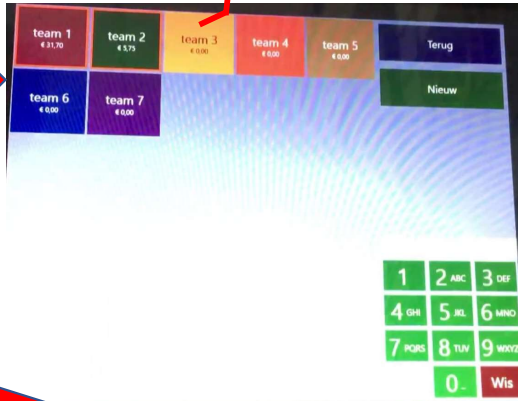 team 1
€ 31,70
team 2
€ 5,75
team 3
€ 0,00
team 4
€ 0,00
team 5
€ 0,00
Terug
team 6
€ 0,00
team 7
€ 0,00
Nieuw
1
2 ABC
3 DEF
4 GHI
5 JKL
6 MNO
7 PQRS
8 TUV
9 WXYZ
0
Wis